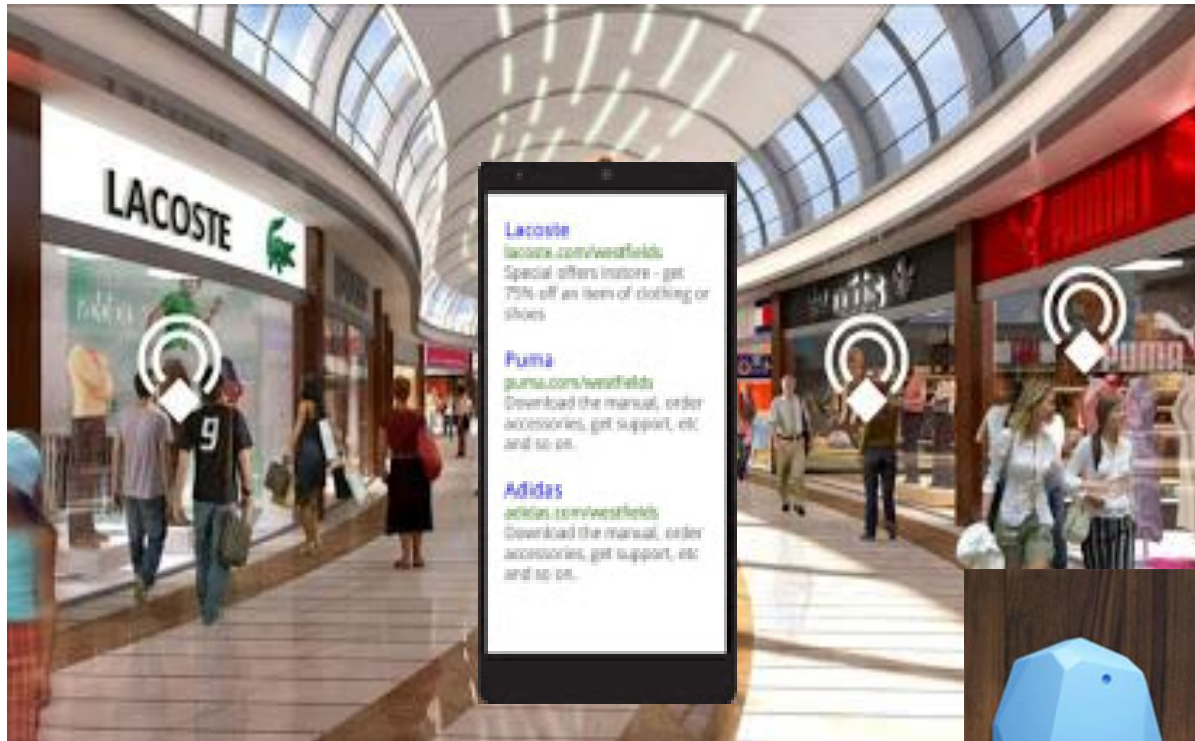 LACOSTE
Lacoste
lacoste.com/westfields
Special offers instore - get
75% off an item of clothing or
shoes
Puma
puma.com/westfields
Download the manual, order
accessories, get support, etc
and so on.
Adidas
adidas.com/westfields
Download the manual, order
accessories, get support, etc
and so on.
9